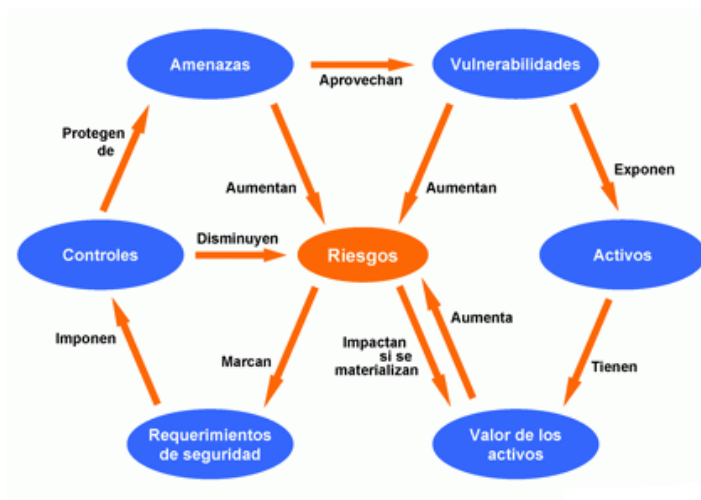 Amenazas
Aprovechan
Vulnerabilidades
Protegen
de
Aumentan
Aumentan
Exponen
Controles
Disminuyen
Riesgos
Activos
Imponen
Marcan
Impactan
si se
materializan
Aumenta
Tienen
Requerimientos
de seguridad
Valor de los
activos